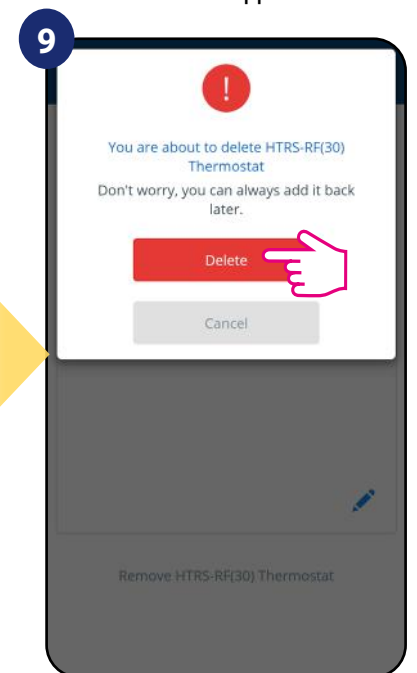 9
!
You are about to delete HTRS-RF(30)
Thermostat
Don't worry, you can always add it back
later.
Delete
Cancel
Remove HTRS-RF(30) Thermostat